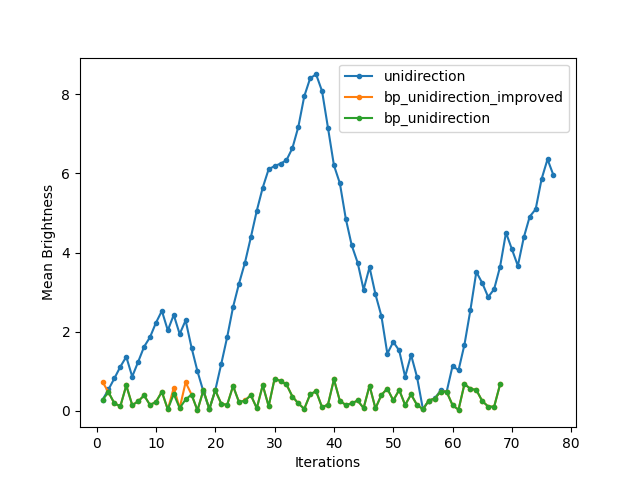 unidirection
bp_unidirection_improved
bp_unidirection
Mean Brightness
8
6
4
2
0
0 10 20 30 40 50 60 70 80
Iterations